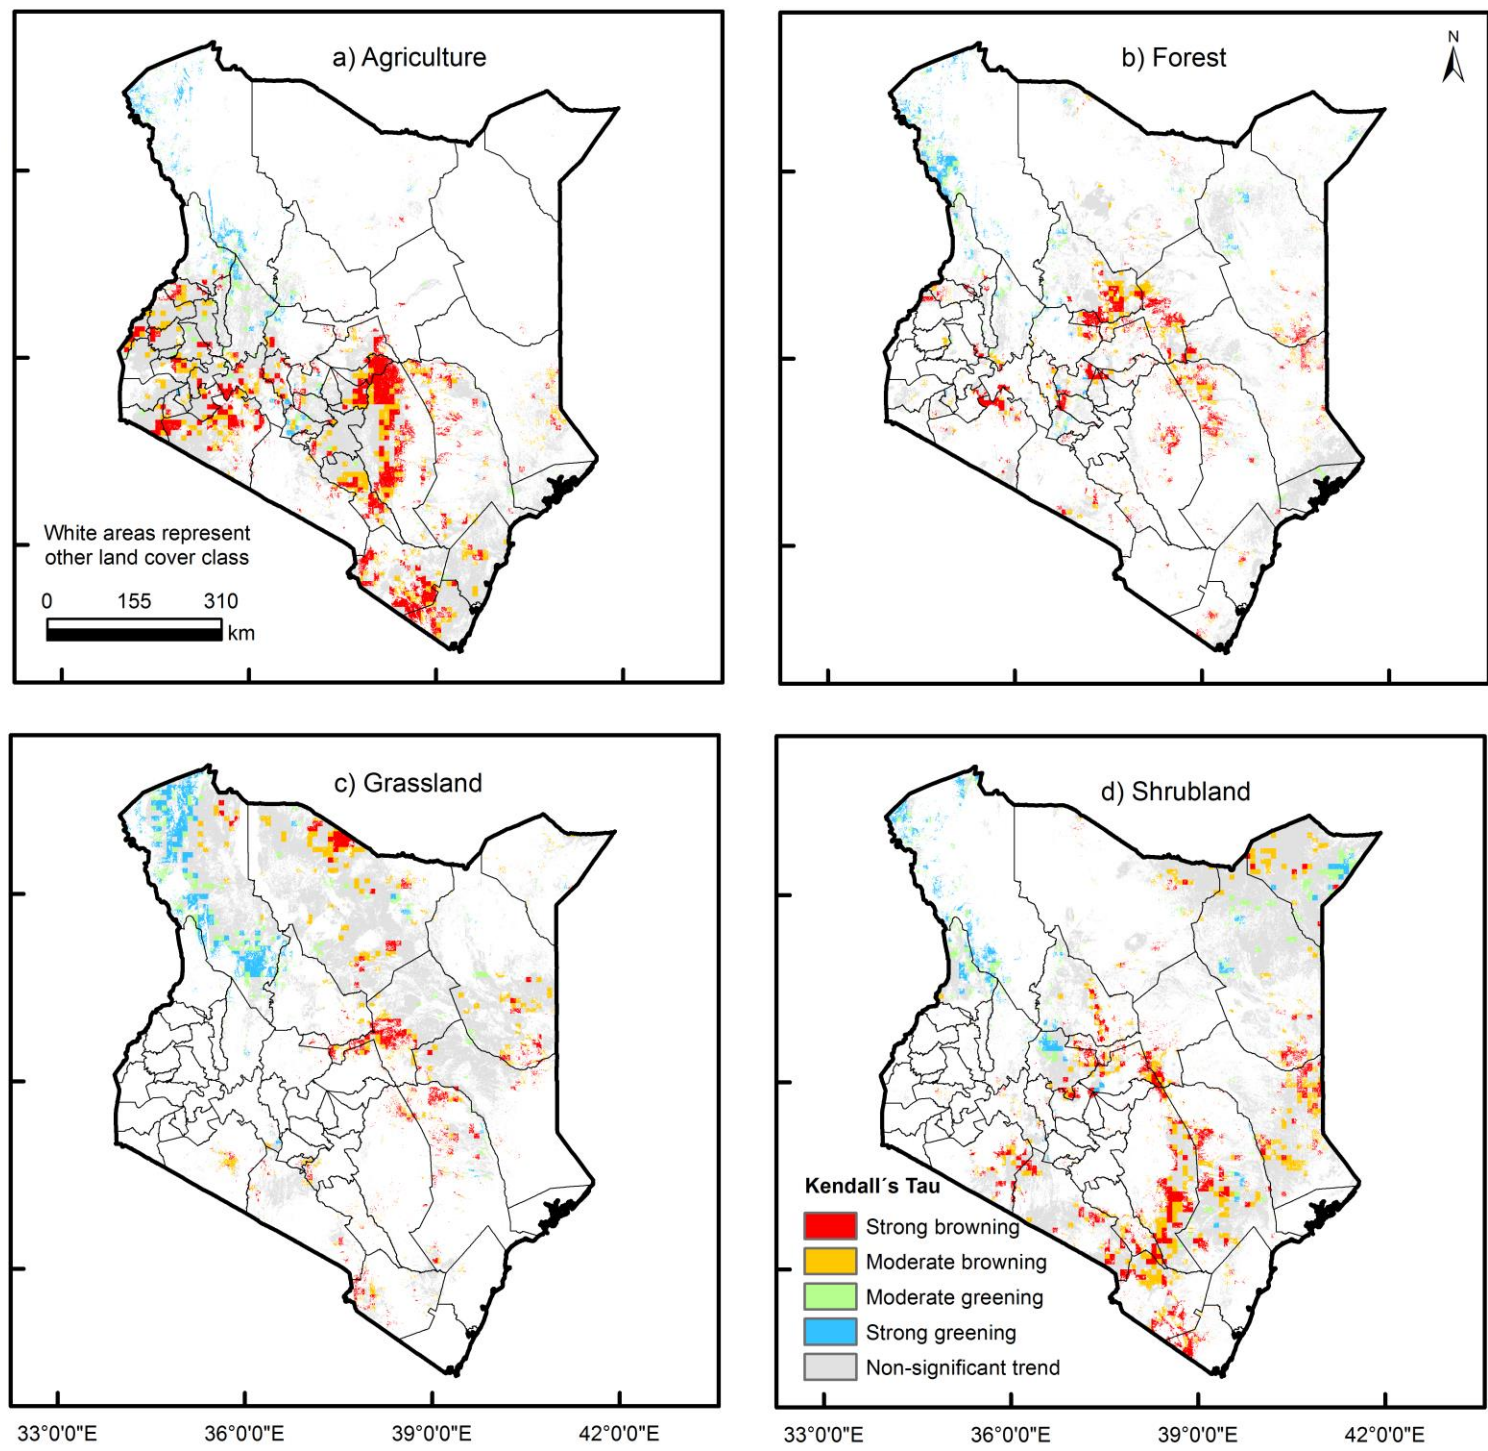 a) Agriculture
b) Forest
N
White areas represent
other land cover class
0 155 310
km
c) Grassland
d) Shrubland
Kendall´s Tau
Strong browning
Moderate browning
Moderate greening
Strong greening
Non-significant trend
33°0'0"E 36°0'0"E 39°0'0"E 42°0'0"E 33°0'0"E 36°0'0"E 39°0'0"E 42°0'0"E